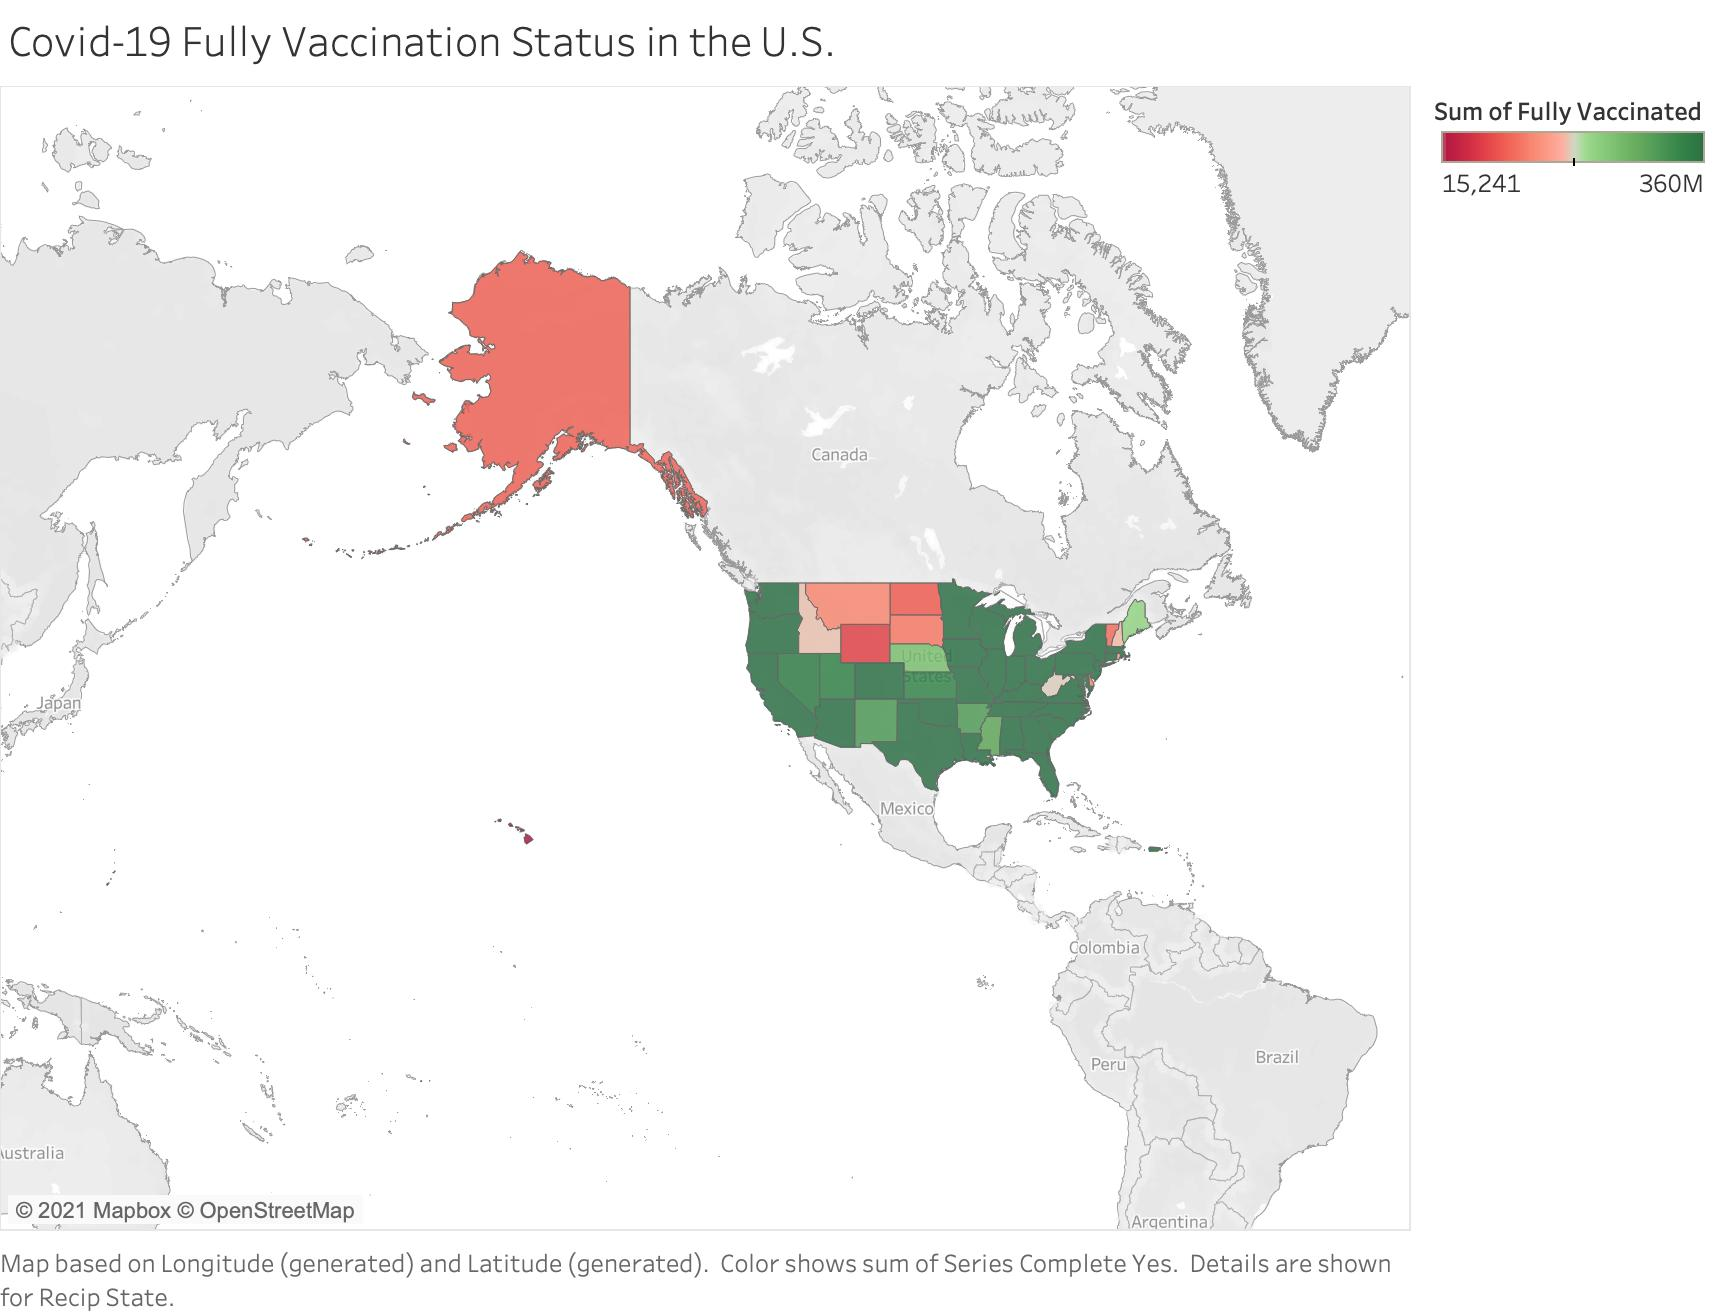 Covid-19 Fully Vaccination Status in the U.S.
Sum of Fully Vaccinated
15,241
360M
Canada
United
States
Japan
Mexico
Colombia
Peru
Brazil
ustralia
Argentina
© 2021 Mapbox © OpenStreetMap
Map based on Longitude (generated) and Latitude (generated).  Color shows sum of Series Complete Yes.  Details are shown
for Recip State.